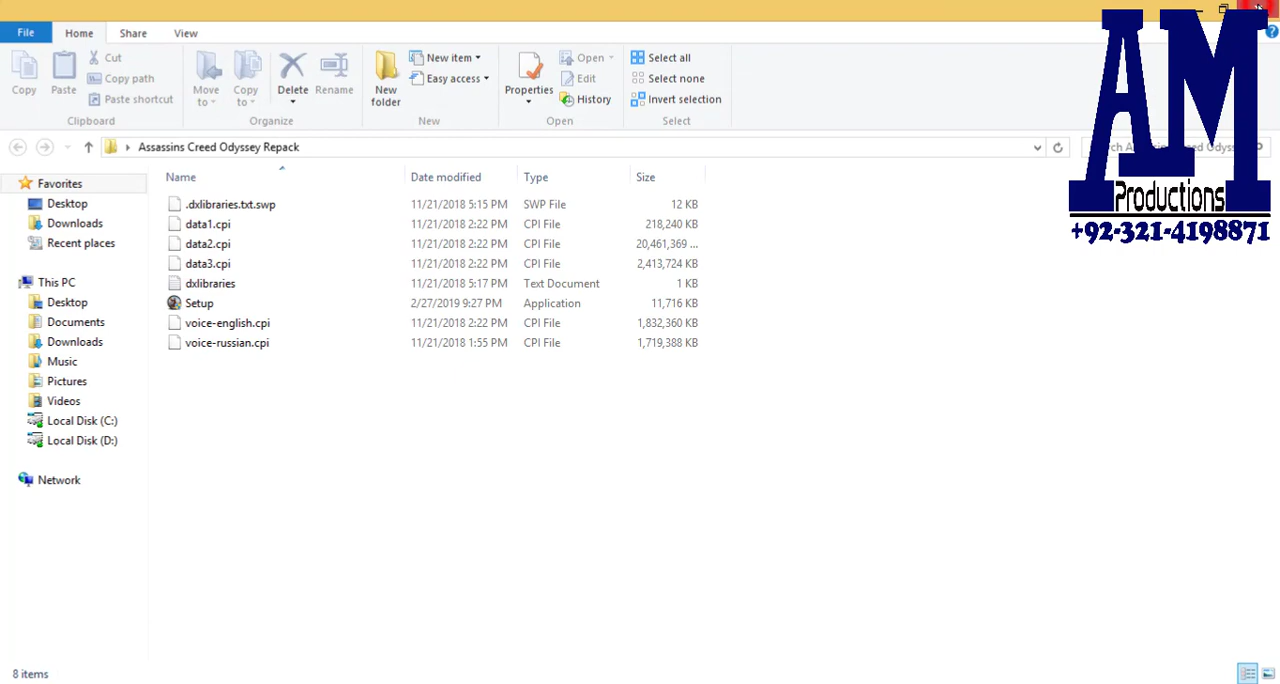 File Home Share View
Copy Paste Cut Copy path Paste shortcut Clipboard
Move to Copy to Delete Rename Organize
New folder New item Easy access New
Properties Open Edit History Open
Select all Select none Invert selection Select
AM
Productions
+92-321-4198871
Assassins Creed Odyssey Repack
Name Date modified Type Size
.dxlibraries.txt.swp 11/21/2018 5:15 PM SWP File 12 KB
data1.cpi 11/21/2018 2:22 PM CPI File 218,240 KB
data2.cpi 11/21/2018 2:22 PM CPI File 20,461,369 ...
data3.cpi 11/21/2018 2:22 PM CPI File 2,413,724 KB
dxlibraries 11/21/2018 5:17 PM Text Document 1 KB
Setup 2/27/2019 9:27 PM Application 11,716 KB
voice-english.cpi 11/21/2018 2:22 PM CPI File 1,832,360 KB
voice-russian.cpi 11/21/2018 1:55 PM CPI File 1,719,388 KB
Favorites
Desktop
Downloads
Recent places
This PC
Desktop
Documents
Downloads
Music
Pictures
Videos
Local Disk (C:)
Local Disk (D:)
Network
8 items